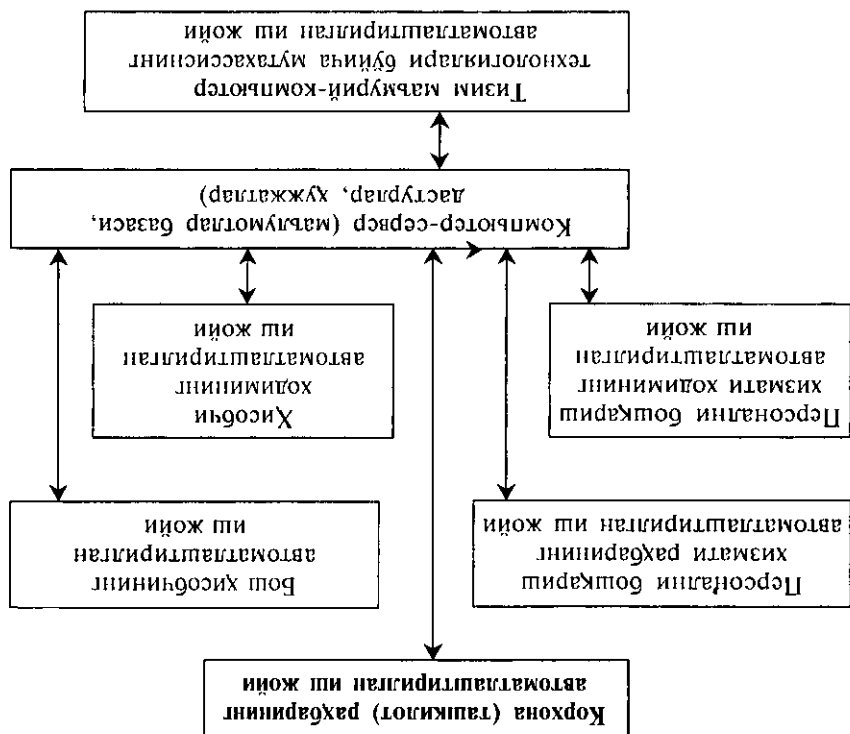 Корхона (ташкилот) раҳбарининг
автоматлаштирилган иш жойи
Персонални бошқариш
хизмати раҳбарининг
автоматлаштирилган иш жойи
Бош ҳисобчининг
автоматлаштирилган
иш жойи
Персонални бошқариш
хизмати ходимининг
автоматлаштирилган
иш жойи
Ҳисобчи
ходимининг
автоматлаштирилган
иш жойи
Компьютер-сервер (маълумотлар базаси,
дастурлар, ҳужжатлар)
Тизим маъмурий-компьютер
технологиялари бўйича мутахассиснинг
автоматлаштирилган иш жойи